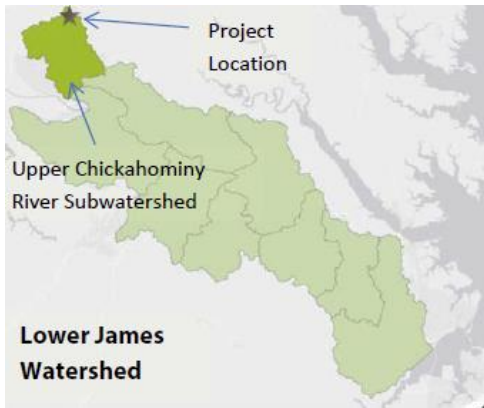 Project
Location
Upper Chickahominy
River Subwatershed
Lower James
Watershed